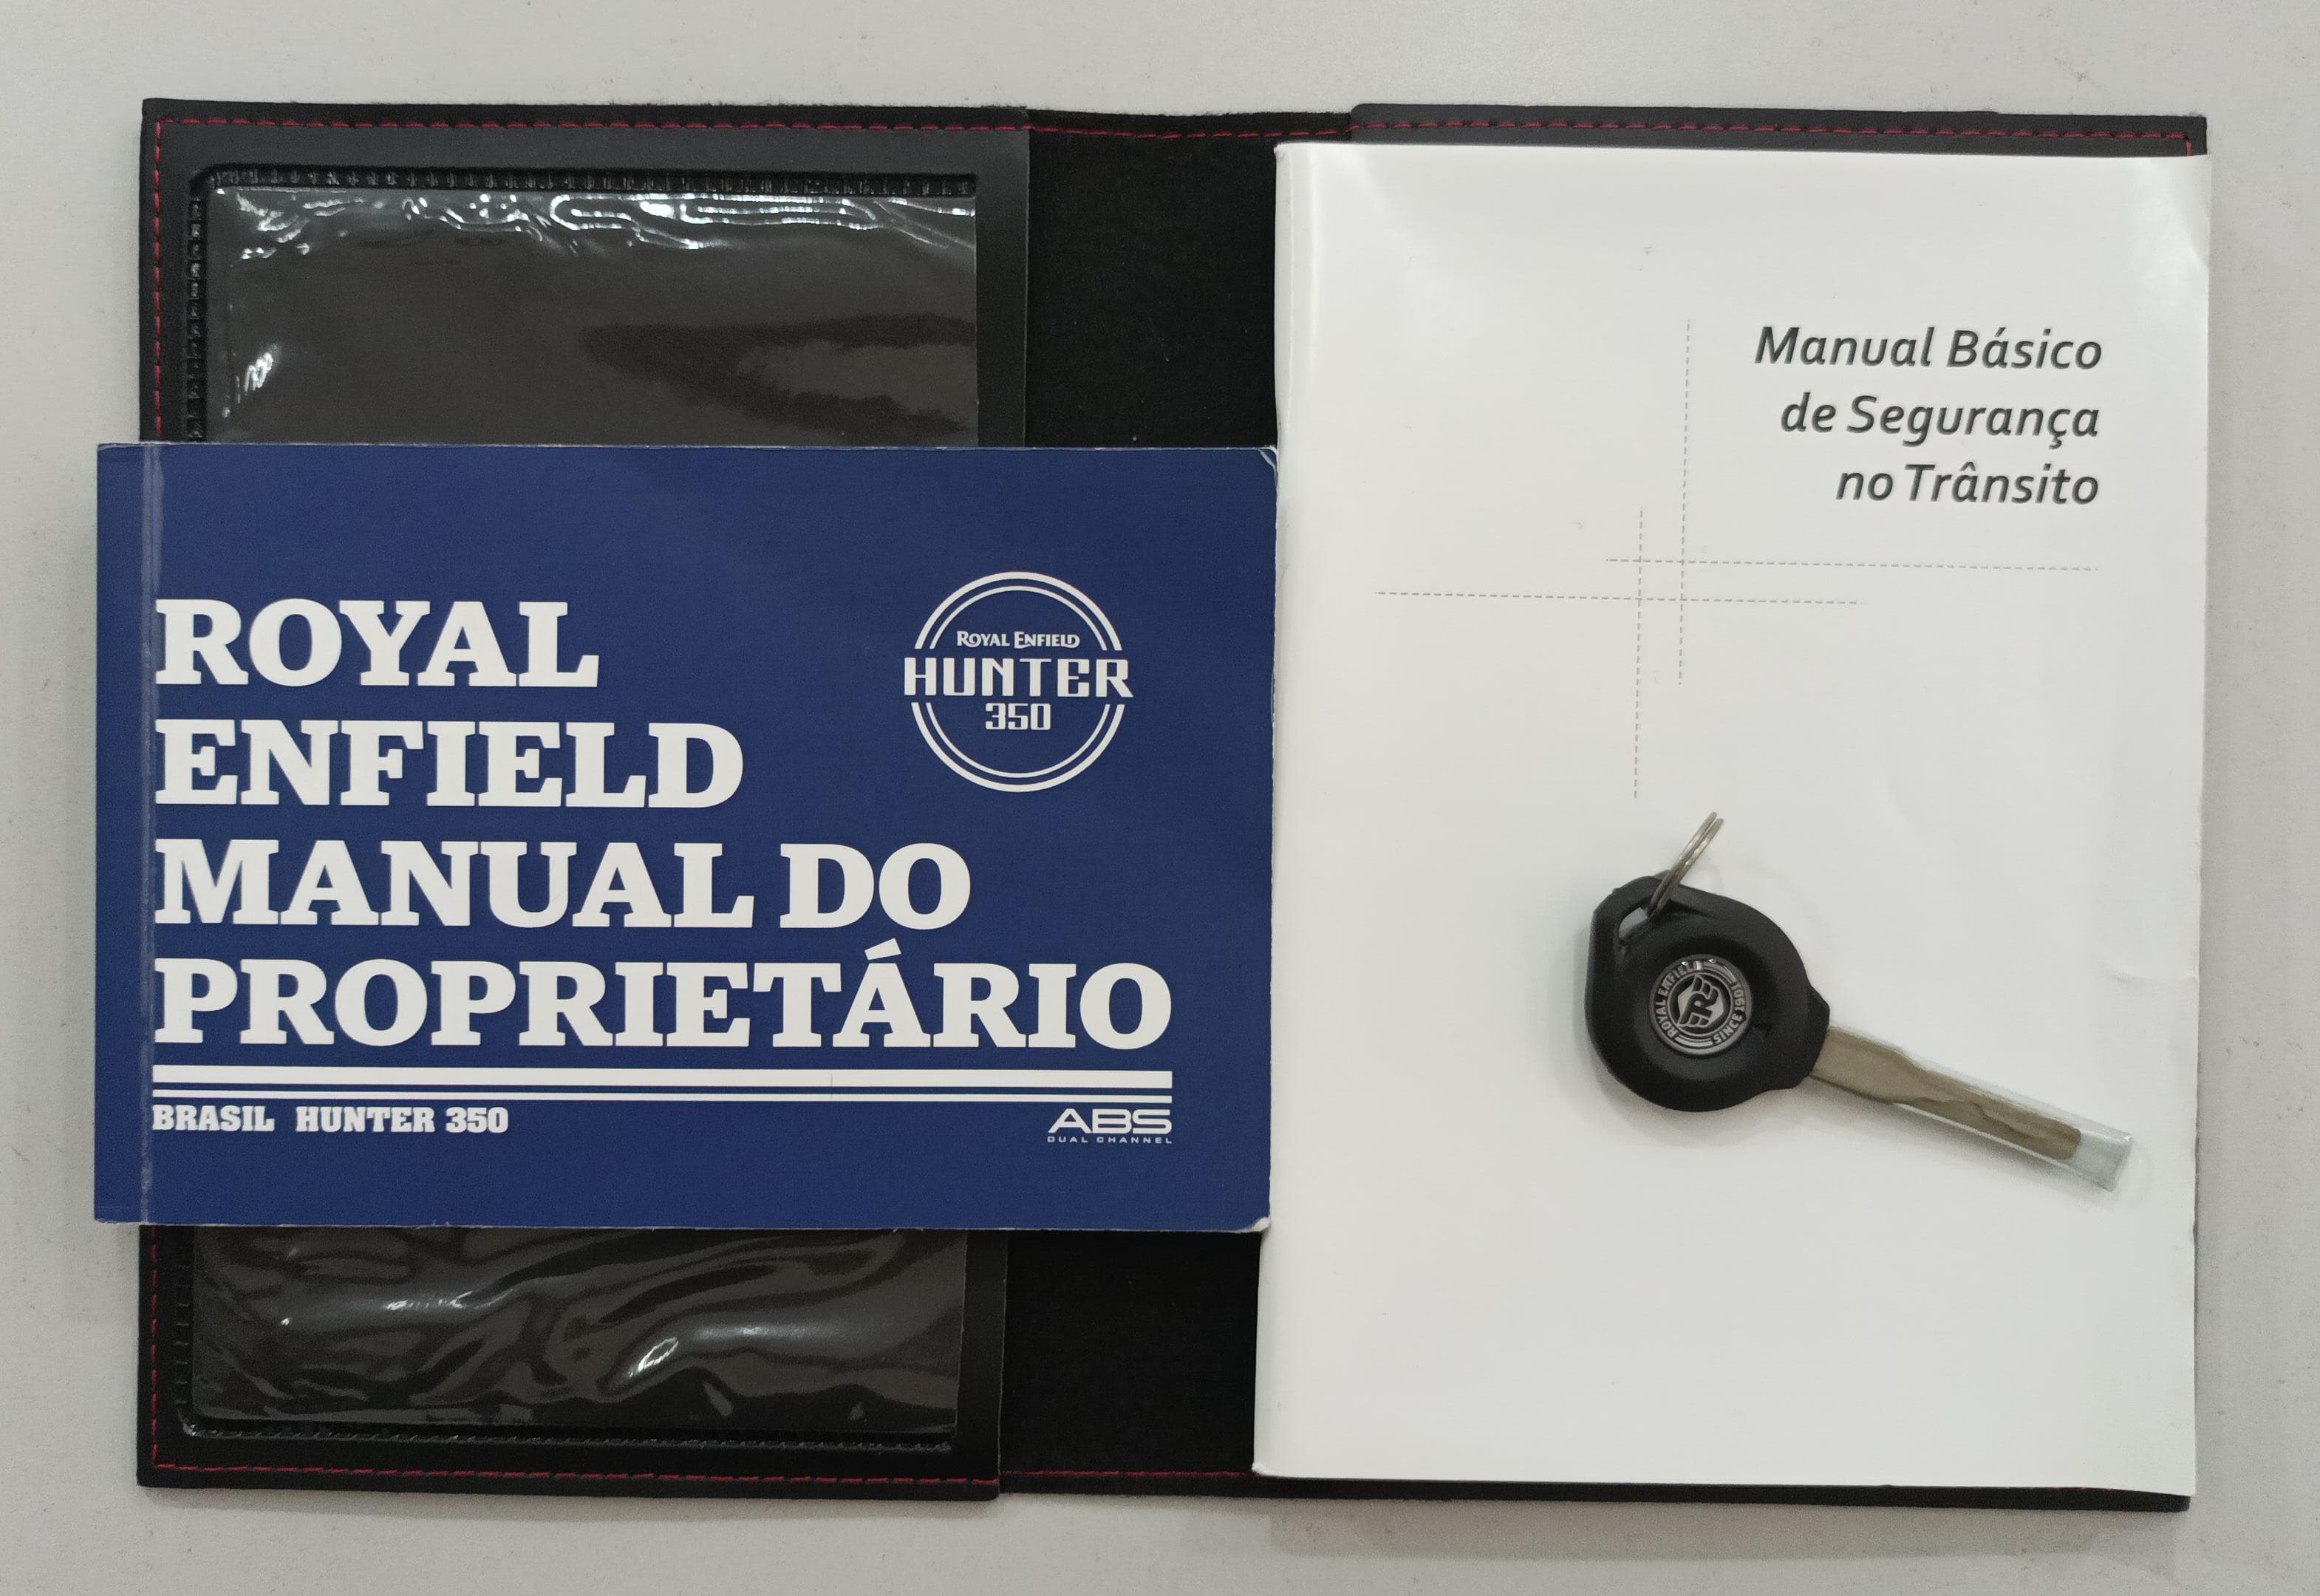 ROYAL
ENFIELD
MANUAL DO
PROPRIETÁRIO
BRASIL HUNTER 350
ROYAL ENFIELD
HUNTER
350
ABS
DUAL CHANNEL
Manual Básico
de Segurança
no Trânsito
ROYAL ENFIELD
SINCE 1901